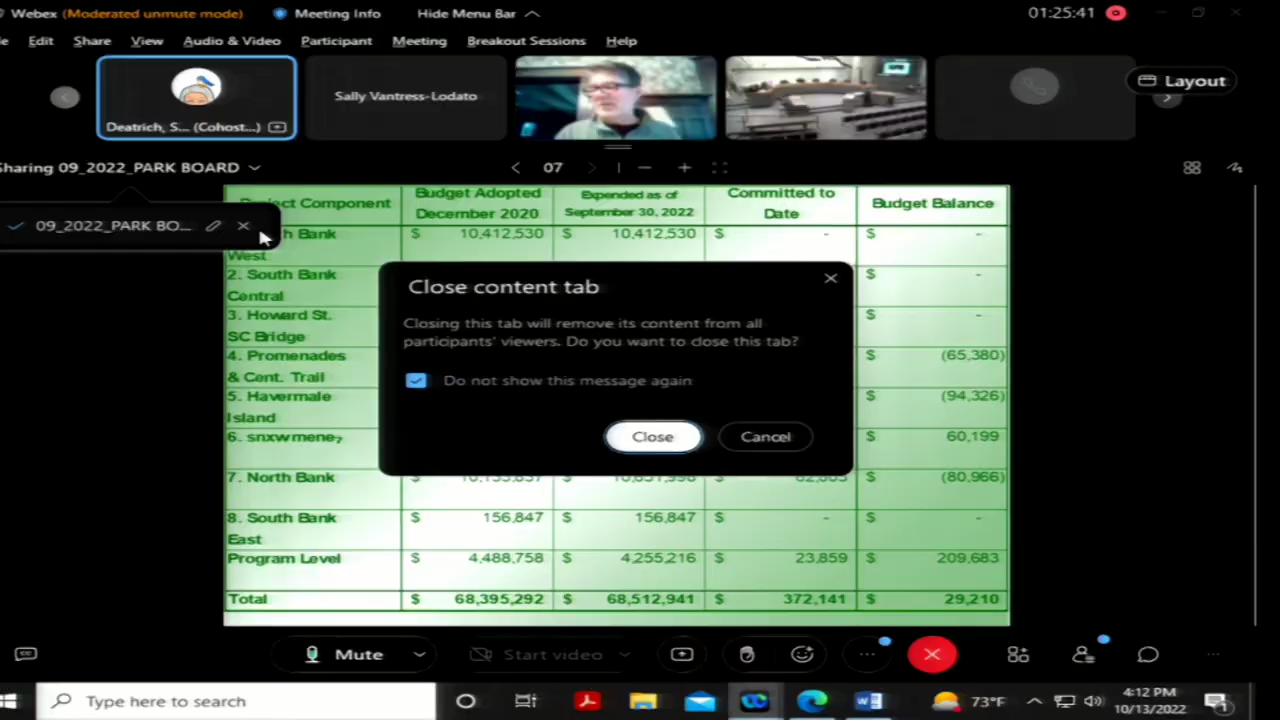 Webex (Moderated unmute mode) Meeting Info Hide Menu Bar 01:25:41
Edit Share View Audio & Video Participant Meeting Breakout Sessions Help
Deatrich, S... (Cohost...)
Sally Vantress-Lodato
Layout
Sharing 09_2022_PARK BOARD 07
09_2022_PARK BO...
Component Budget Adopted December 2020 Expended as of September 30, 2022 Committed to Date Budget Balance
Bank West $ 10,412,530 $ 10,412,530 $ - $ -
2. South Bank Central $ -
3. Howard St. SC Bridge $ -
4. Promenades & Cent. Trail $ (65,380)
5. Havermale Island $ (94,326)
6. snxwmene, $ 60,199
7. North Bank $ $ $ $ (80,966)
8. South Bank East $ 156,847 $ 156,847 $ - $ -
Program Level $ 4,488,758 $ 4,255,216 $ 23,859 $ 209,683
Total $ 68,395,292 $ 68,512,941 $ 372,141 $ 29,210
Close content tab
Closing this tab will remove its content from all
participants' viewers. Do you want to close this tab?
Do not show this message again
Close Cancel
Mute Start video
Type here to search 73°F 4:12 PM
10/13/2022 1